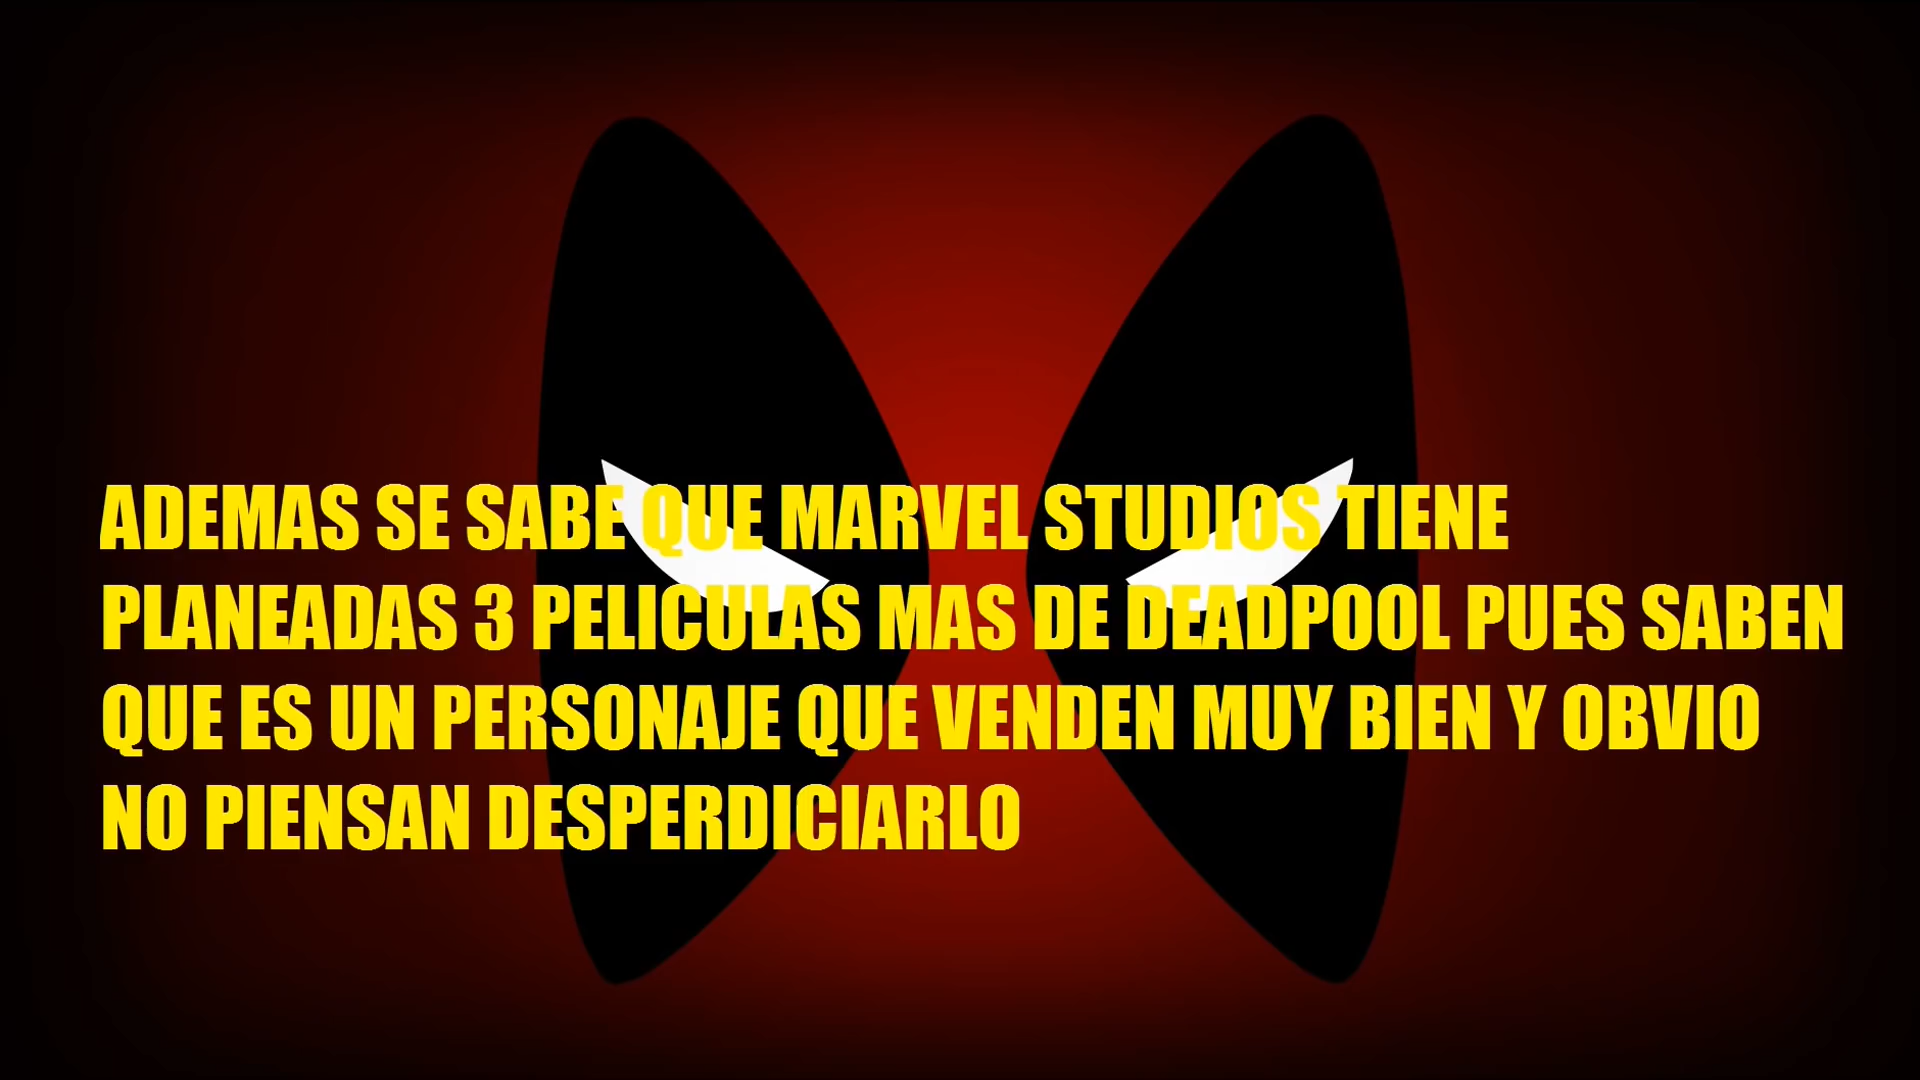 ADEMAS SE SABE QUE MARVEL STUDIOS TIENE
PLANEADAS 3 PELICULAS MAS DE DEADPOOL PUES SABEN
QUE ES UN PERSONAJE QUE VENDEN MUY BIEN Y OBVIO
NO PIENSAN DESPERDICIARLO